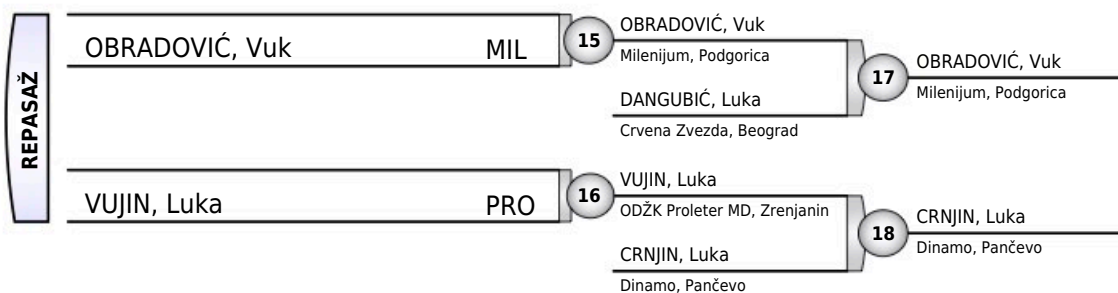 REPASAŽ
OBRADOVIĆ, Vuk MIL
15
OBRADOVIĆ, Vuk
Milenijum, Podgorica
DANGUBIĆ, Luka
Crvena Zvezda, Beograd
17
OBRADOVIĆ, Vuk
Milenijum, Podgorica
VUJIN, Luka PRO
16
VUJIN, Luka
ODŽK Proleter MD, Zrenjanin
CRNJIN, Luka
Dinamo, Pančevo
18
CRNJIN, Luka
Dinamo, Pančevo